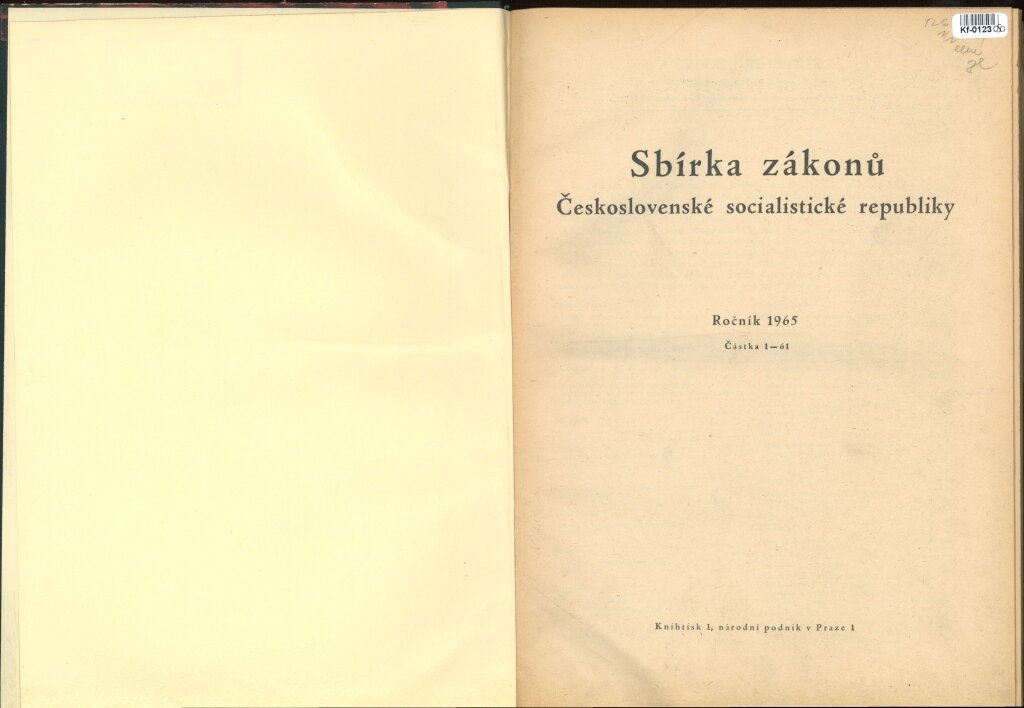 Kf-0123
Sbírka zákonů
Československé socialistické republiky
Ročník 1965
Částka 1—61
Knihtisk 1, národní podnik v Praze 1